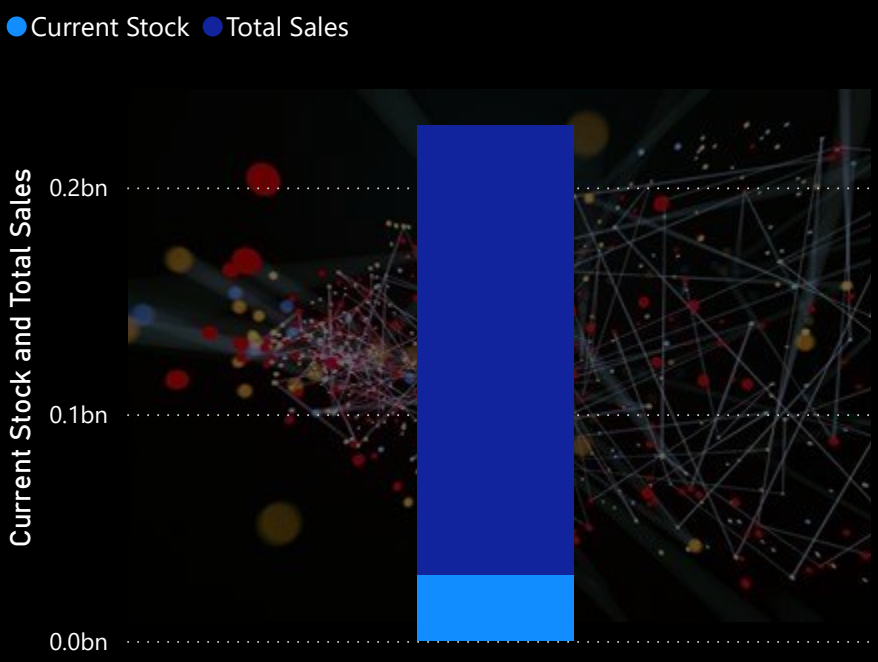 Current Stock Total Sales
Current Stock and Total Sales
0.2bn
0.1bn
0.0bn